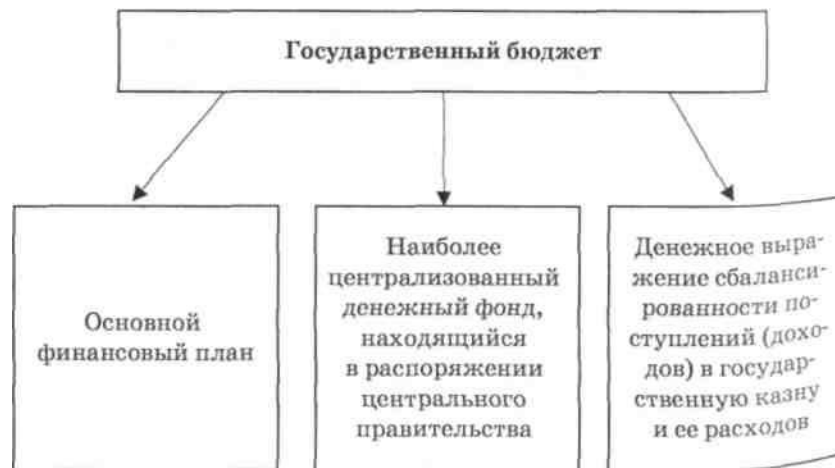 Государственный бюджет
Основной
финансовый план
Наиболее
централизованный
денежный фонд,
находящийся
в распоряжении
центрального
правительства
Денежное выра-
жение сбаланси-
рованности по-
ступлений (дохо-
дов) в государ-
ственную казну
и ее расходов